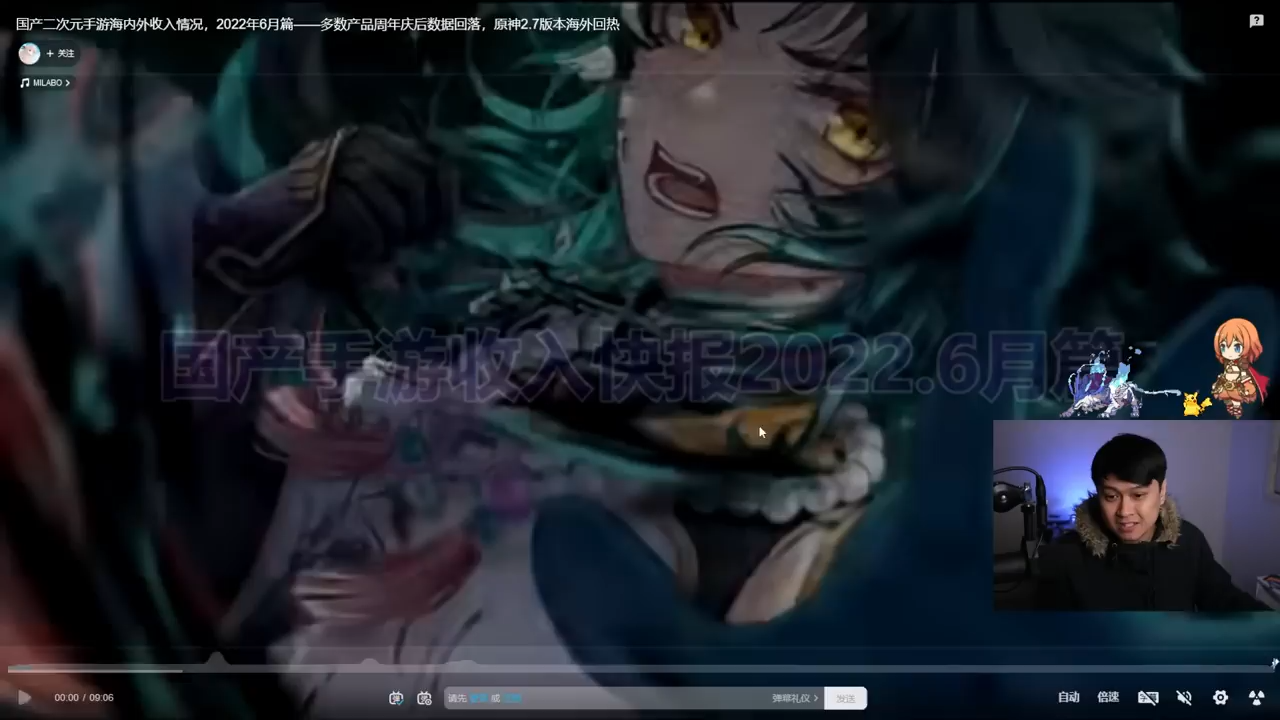 国产二次元手游海内外收入情况，2022年6月篇——多数产品周年庆后数据回落，原神2.7版本海外回热
+ 关注
MILABO >
国产手游收入快报2022.6月篇
00:00 / 09:06
请先 登录 或 注册
弹幕礼仪 >
发送
自动
倍速